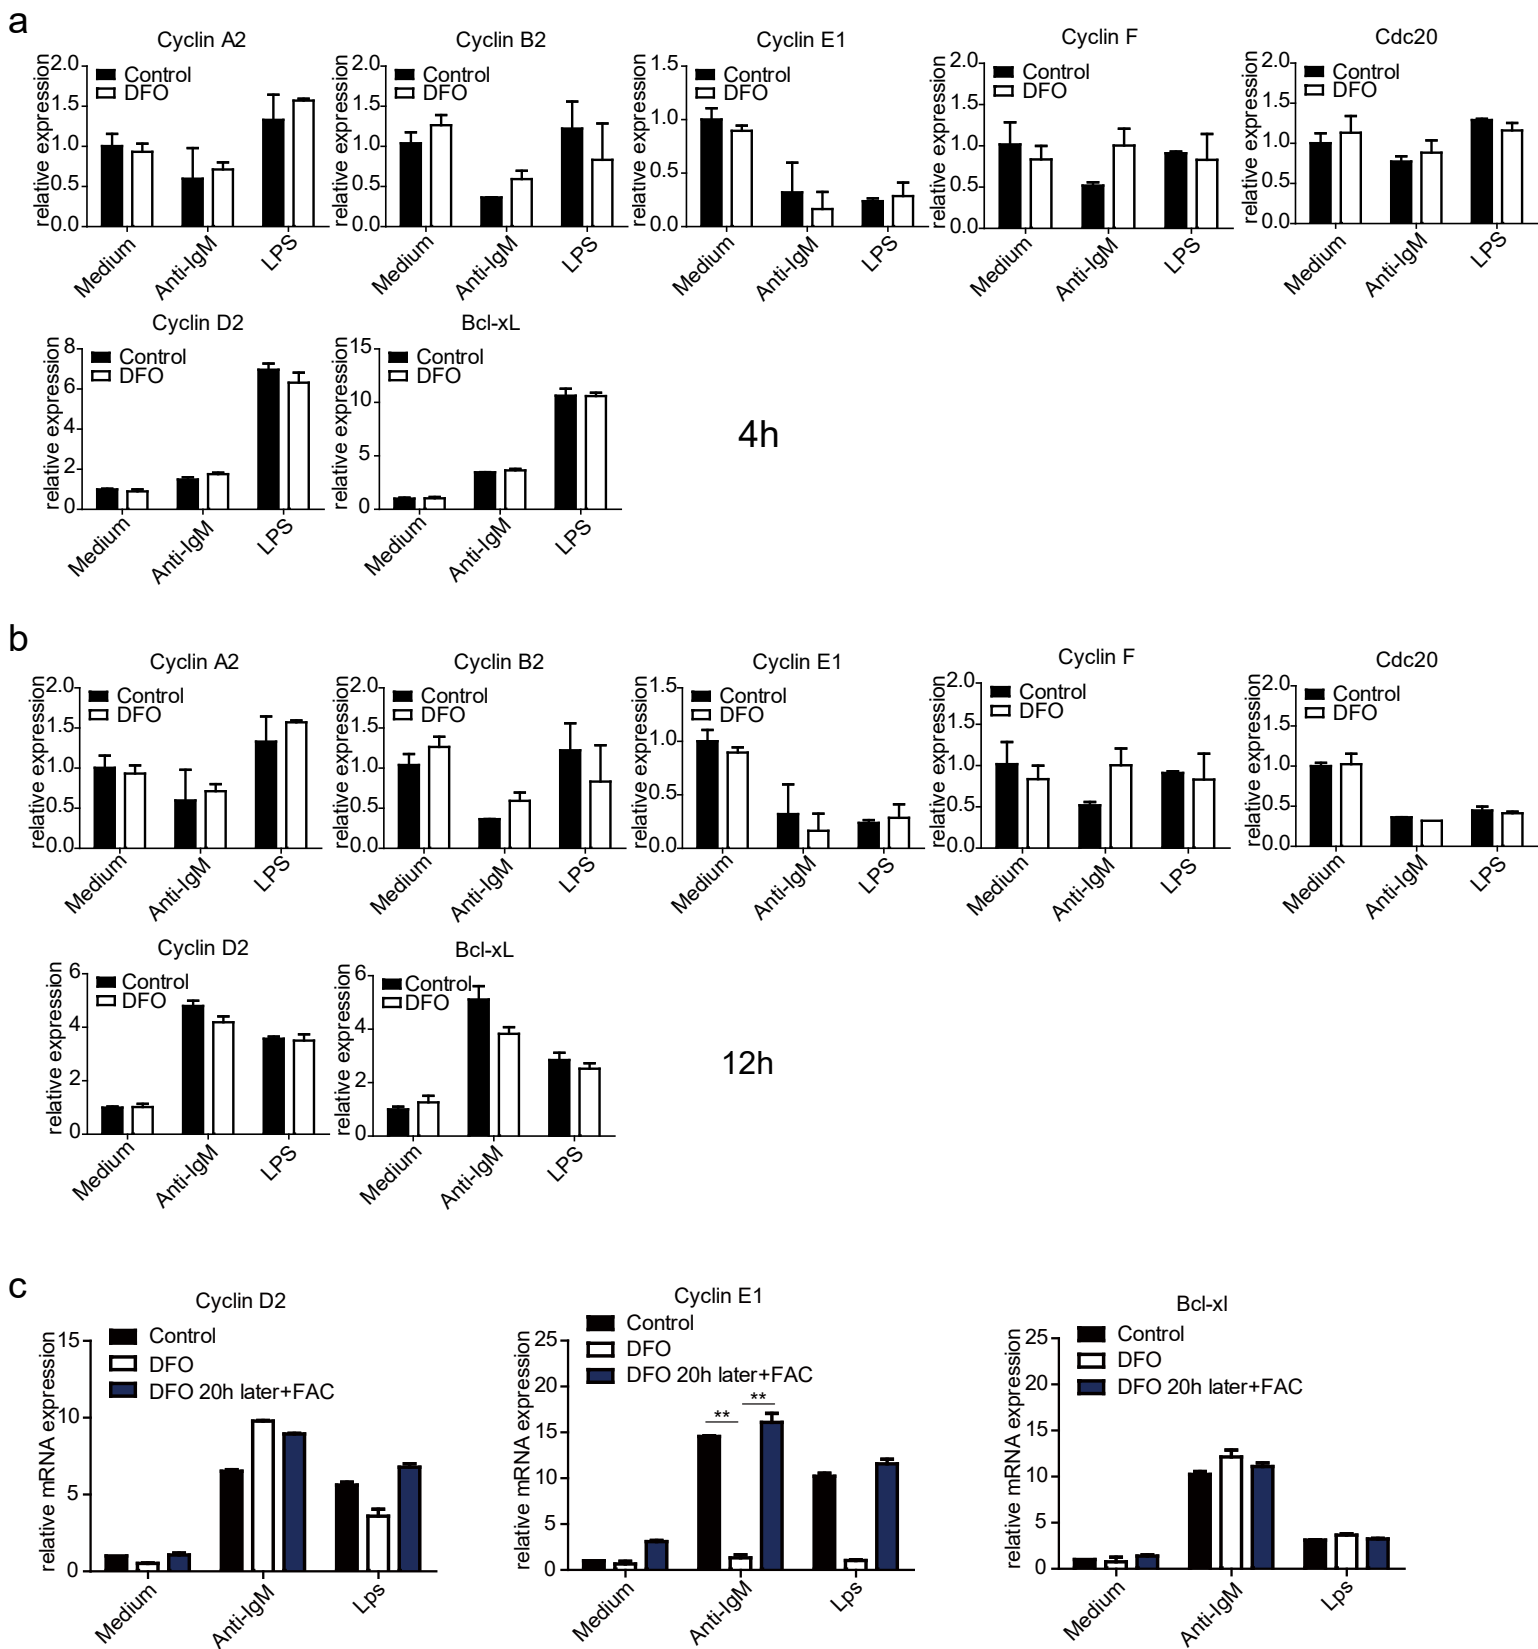 a
Cyclin A2
relative expression
2.0
1.5
1.0
0.5
0.0
Control
DFO
Medium
Anti-IgM
LPS
Cyclin B2
relative expression
2.0
1.5
1.0
0.5
0.0
Control
DFO
Medium
Anti-IgM
LPS
Cyclin E1
relative expression
1.5
1.0
0.5
0.0
Control
DFO
Medium
Anti-IgM
LPS
Cyclin F
relative expression
2.0
1.5
1.0
0.5
0.0
Control
DFO
Medium
Anti-IgM
LPS
Cdc20
relative expression
2.0
1.5
1.0
0.5
0.0
Control
DFO
Medium
Anti-IgM
LPS
Cyclin D2
relative expression
8
6
4
2
0
Control
DFO
Medium
Anti-IgM
LPS
Bcl-xL
relative expression
15
10
5
0
Control
DFO
Medium
Anti-IgM
LPS
4h
b
Cyclin A2
relative expression
2.0
1.5
1.0
0.5
0.0
Control
DFO
Medium
Anti-IgM
LPS
Cyclin B2
relative expression
2.0
1.5
1.0
0.5
0.0
Control
DFO
Medium
Anti-IgM
LPS
Cyclin E1
relative expression
1.5
1.0
0.5
0.0
Control
DFO
Medium
Anti-IgM
LPS
Cyclin F
relative expression
2.0
1.5
1.0
0.5
0.0
Control
DFO
Medium
Anti-IgM
LPS
Cdc20
relative expression
2.0
1.5
1.0
0.5
0.0
Control
DFO
Medium
Anti-IgM
LPS
Cyclin D2
relative expression
6
4
2
0
Control
DFO
Medium
Anti-IgM
LPS
Bcl-xL
relative expression
6
4
2
0
Control
DFO
Medium
Anti-IgM
LPS
12h
c
Cyclin D2
relative mRNA expression
15
10
5
0
Control
DFO
DFO 20h later+FAC
Medium
Anti-IgM
Lps
Cyclin E1
relative mRNA expression
25
20
15
10
5
0
Control
DFO
DFO 20h later+FAC
**
**
Medium
Anti-IgM
Lps
Bcl-xl
relative mRNA expression
25
20
15
10
5
0
Control
DFO
DFO 20h later+FAC
Medium
Anti-IgM
Lps